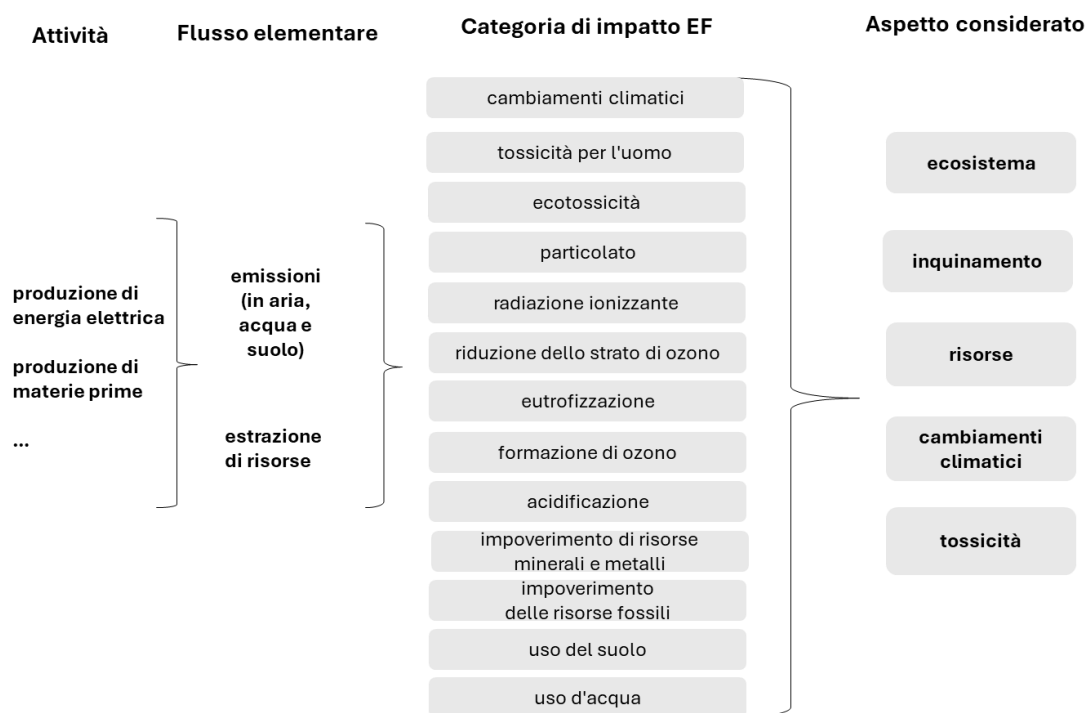 Attività
Flusso elementare
Categoria di impatto EF
Aspetto considerato
produzione di
energia elettrica
produzione di
materie prime
...
emissioni
(in aria,
acqua e
suolo)
estrazione
di risorse
cambiamenti climatici
tossicità per l'uomo
ecotossicità
particolato
radiazione ionizzante
riduzione dello strato di ozono
eutrofizzazione
formazione di ozono
acidificazione
impoverimento di risorse
minerali e metalli
impoverimento
delle risorse fossili
uso del suolo
uso d'acqua
ecosistema
inquinamento
risorse
cambiamenti
climatici
tossicità